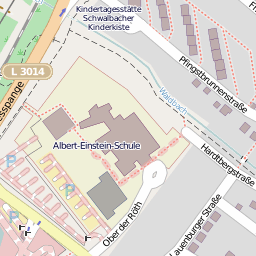 Kindertagesstätte
Schwalbacher
Kinderkiste
L 3014
Pfingstbrunnenstraße
Waldbach
Albert-Einstein-Schule
Hardtbergstraße
Ober der Röth
Lauenburger Straße